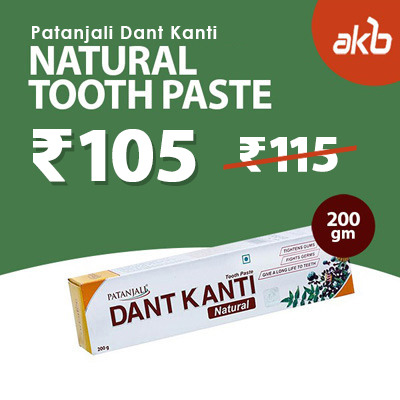 Patanjali Dant Kanti
akb
NATURAL
TOOTH PASTE
₹105
₹115
200
gm
TIGHTENS GUMS
FIGHTS GERMS
GIVE A LONG LIFE TO TEETH
PATANJALI
Tooth Paste
DANT KANTI
Natural
200 g